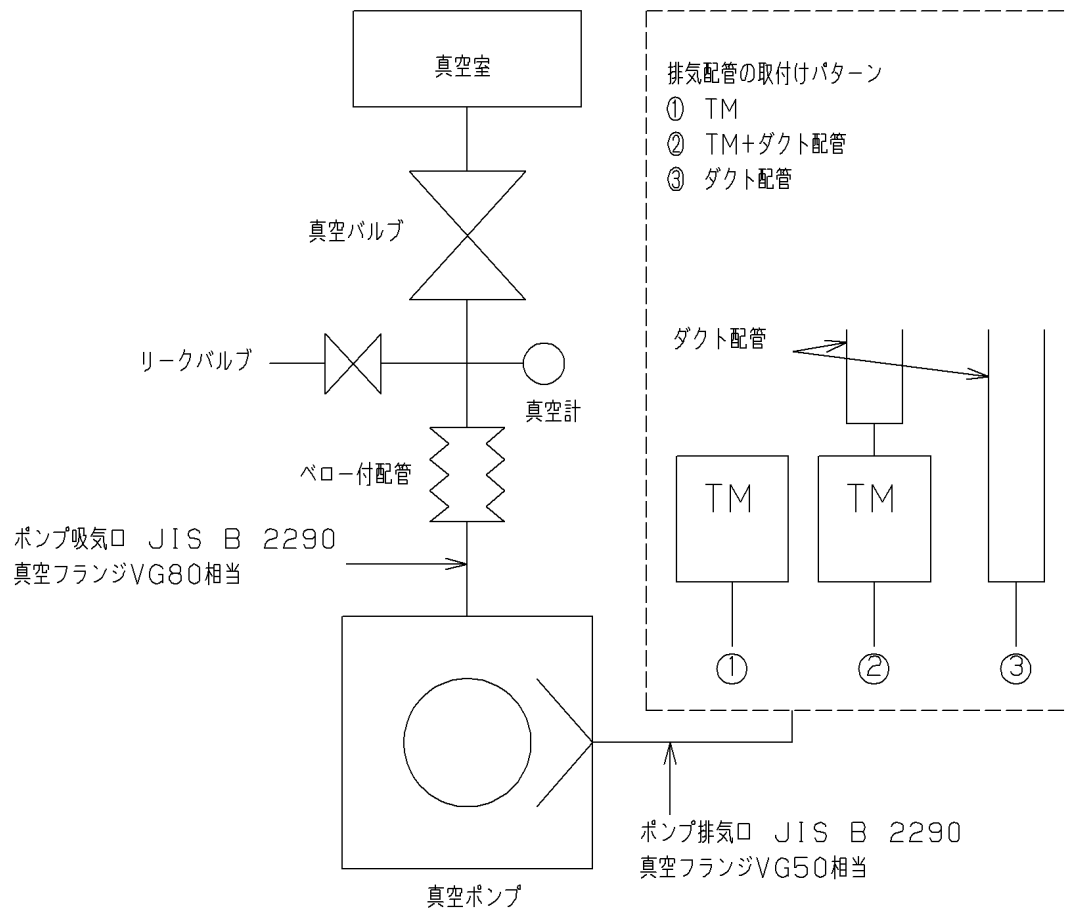 真空室
排気配管の取付けパターン
① TM
② TM+ダクト配管
③ ダクト配管
真空バルブ
リークバルブ
真空計
ダクト配管
ベロー付配管
TM
TM
ポンプ吸気口 JIS B 2290
真空フランジVG80相当
①
②
③
ポンプ排気口 JIS B 2290
真空フランジVG50相当
真空ポンプ